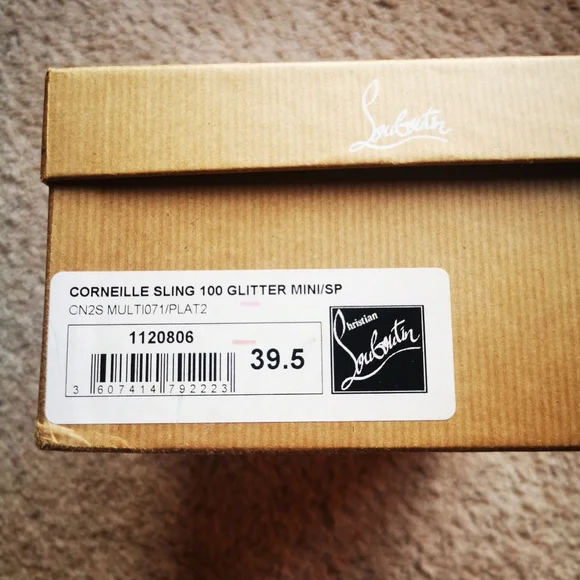 Louboutin
CORNEILLE SLING 100 GLITTER MINI/SP
CN2S MULTI071/PLAT2
1120806
39.5
3 607414 792223
Christian
Louboutin